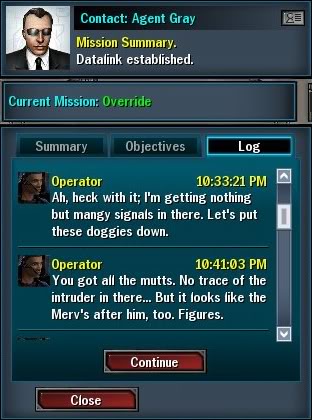 Contact: Agent Gray
Mission Summary.
Datalink established.
Current Mission: Override
Summary Objectives Log
Operator 10:33:21 PM
Ah, heck with it; I'm getting nothing
but mangy signals in there. Let's put
these doggies down.
Operator 10:41:03 PM
You got all the mutts. No trace of the
intruder in there... But it looks like the
Merv's after him, too. Figures.
Continue
Close